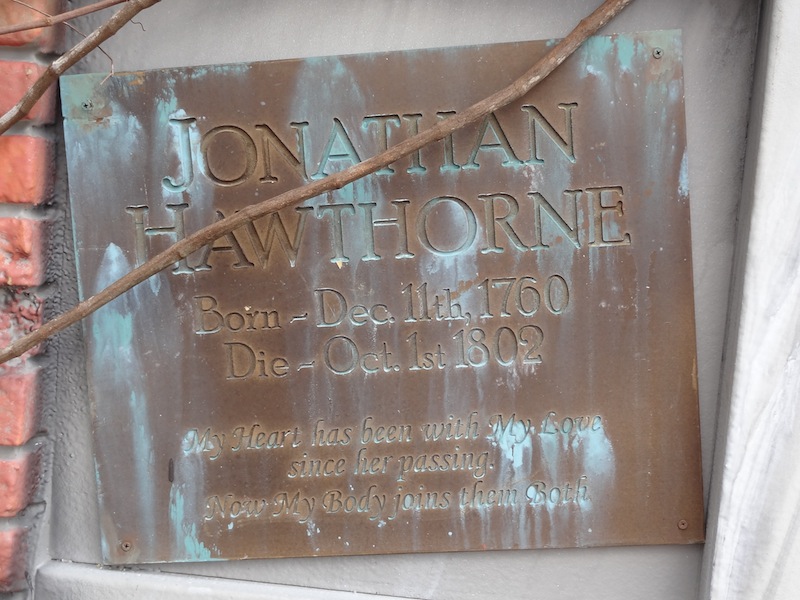 JONATHAN
HAWTHORNE
Born - Dec. 11th, 1760
Die - Oct. 1st 1802
My Heart has been with My Love
since her passing.
Now My Body joins them Both